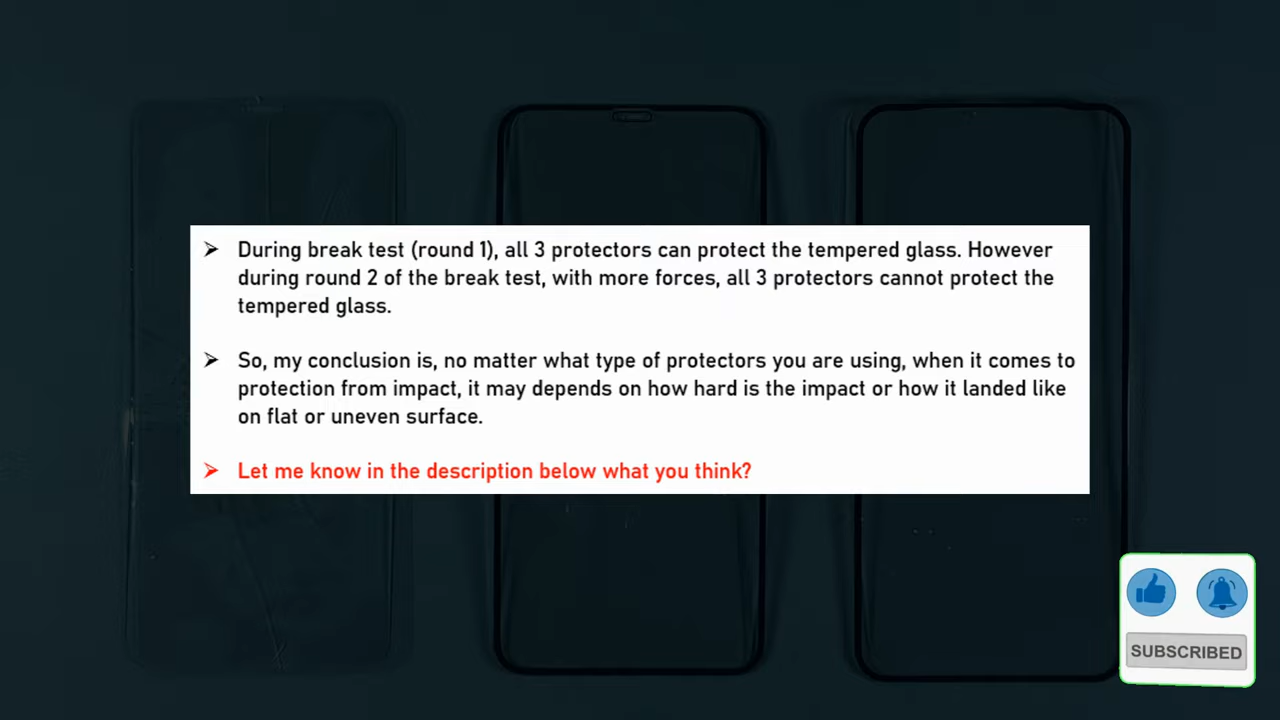 ➢ During break test (round 1), all 3 protectors can protect the tempered glass. However
during round 2 of the break test, with more forces, all 3 protectors cannot protect the
tempered glass.
➢ So, my conclusion is, no matter what type of protectors you are using, when it comes to
protection from impact, it may depends on how hard is the impact or how it landed like
on flat or uneven surface.
➢ Let me know in the description below what you think?
SUBSCRIBED